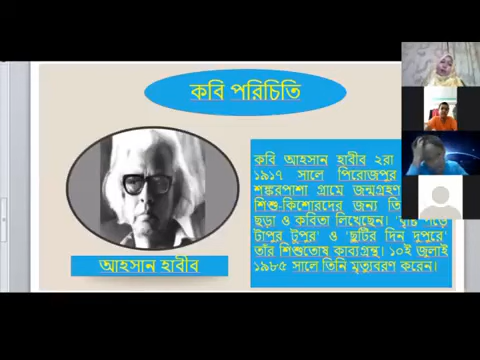 কবি পরিচিতি
আহসান হাবীব
কবি আহসান হাবীব ২রা
১৯১৭ সালে পিরোজপুর
শঙ্করপাশা গ্রামে জন্মগ্রহণ
শিশু-কিশোরদের জন্য তি
ছড়া ও কবিতা লিখেছেন।
টাপুর টুপুর' ও 'ছুটির দিন দুপুরে'
তাঁর শিশুতোষ কাব্যগ্রন্থ। ১০ই জুলাই
১৯৮৫ সালে তিনি মৃত্যুবরণ করেন।